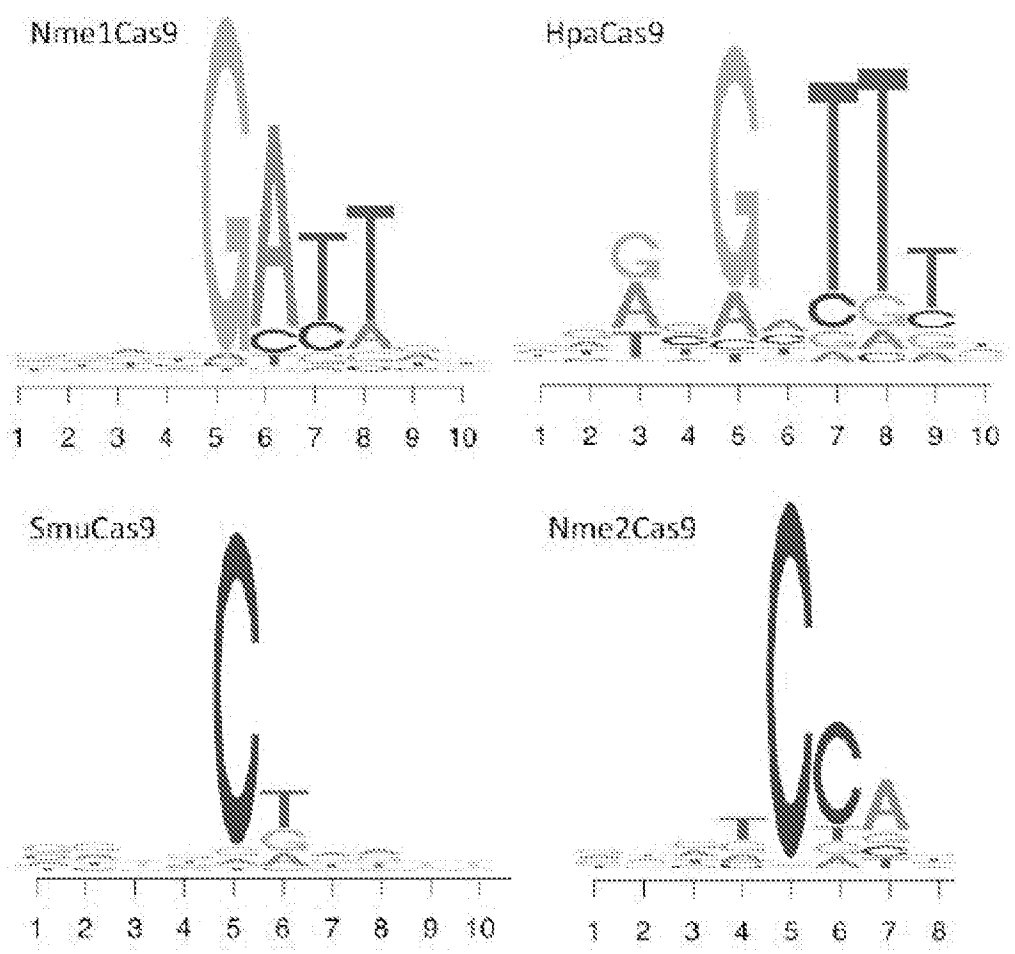 Nme1Cas9
G A T T
C C A
1 2 3 4 5 6 7 8 9 10
HpaCas9
G G T T T
A A C G C
T A
1 2 3 4 5 6 7 8 9 10
SmuCas9
C T
1 2 3 4 5 6 7 8 9 10
Nme2Cas9
T C C A
1 2 3 4 5 6 7 8